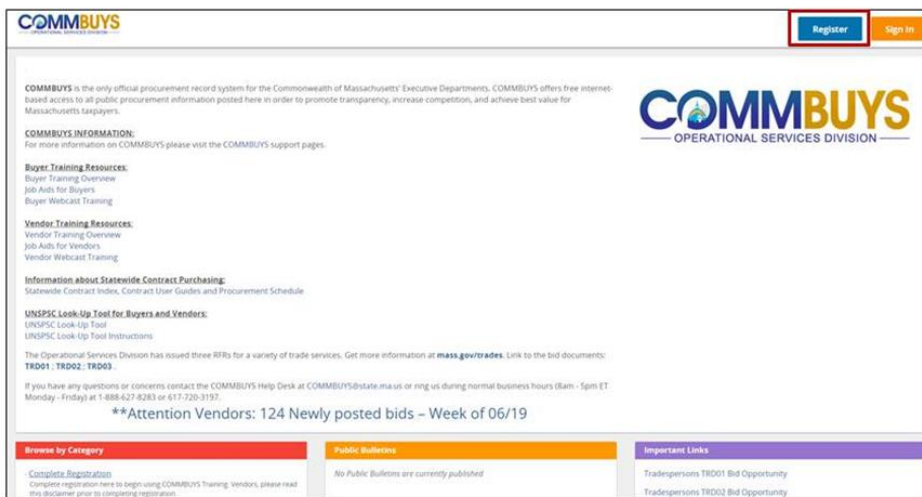 COMMBUYS
OPERATIONAL SERVICES DIVISION
Register
Sign In
COMMBUYS is the only official procurement record system for the Commonwealth of Massachusetts' Executive Departments. COMMBUYS offers free internet-
based access to all public procurement information posted here in order to promote transparency, increase competition, and achieve best value for
Massachusetts taxpayers.
COMMBUYS INFORMATION:
For more information on COMMBUYS please visit the COMMBUYS support pages.
Buyer Training Resources:
Buyer Training Overview
Job Aids for Buyers
Buyer Webcast Training
Vendor Training Resources:
Vendor Training Overview
Job Aids for Vendors
Vendor Webcast Training
Information about Statewide Contract Purchasing:
Statewide Contract Index, Contract User Guides and Procurement Schedule
UNSPSC Look-Up Tool for Buyers and Vendors:
UNSPSC Look-Up Tool
UNSPSC Look-Up Tool Instructions
The Operational Services Division has issued three RFRs for a variety of trade services. Get more information at mass.gov/trades. Link to the bid documents:
TRD01 ; TRD02 ; TRD03 .
If you have any questions or concerns contact the COMMBUYS Help Desk at COMMBUYS@state.ma.us or ring us during normal business hours (8am - 5pm ET
Monday - Friday) at 1-888-627-8283 or 617-720-3197.
**Attention Vendors: 124 Newly posted bids – Week of 06/19
COMMBUYS
OPERATIONAL SERVICES DIVISION
Browse by Category
Complete Registration
Complete registration here to begin using COMMBUYS Training. Vendors, please read
this disclaimer prior to completing registration.
Public Bulletins
No Public Bulletins are currently published
Important Links
Tradespersons TRD01 Bid Opportunity
Tradespersons TRD02 Bid Opportunity